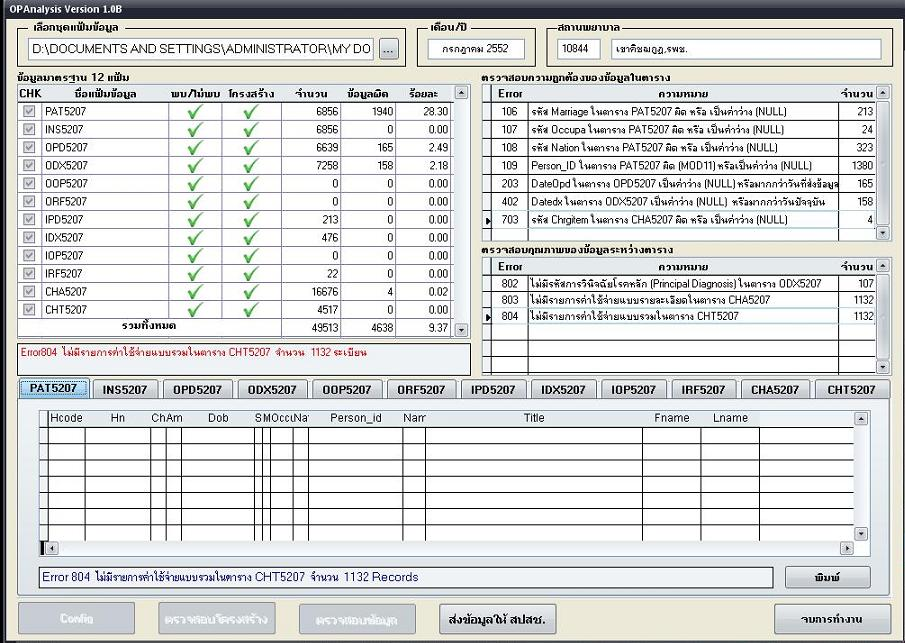 OPAnalysis Version 1.0B
เลือกชุดแฟ้มข้อมูล
D:\DOCUMENTS AND SETTINGS\ADMINISTRATOR\MY DO
...
เดือน/ปี
กรกฎาคม 2552
สถานพยาบาล
10844 เขาคิชฌกูฏ,รพช.
ข้อมูลมาตรฐาน 12 แฟ้ม
CHK ชื่อแฟ้มข้อมูล พบ/ไม่พบ โครงสร้าง จำนวน ข้อมูลผิด ร้อยละ
PAT5207 6856 1940 28.30
INS5207 6856 0 0.00
OPD5207 6639 165 2.49
ODX5207 7258 158 2.18
OOP5207 0 0 0.00
ORF5207 0 0 0.00
IPD5207 213 0 0.00
IDX5207 476 0 0.00
IOP5207 0 0 0.00
IRF5207 22 0 0.00
CHA5207 16676 4 0.02
CHT5207 4517 0 0.00
รวมทั้งหมด 49513 4638 9.37
ตรวจสอบความถูกต้องของข้อมูลในตาราง
Error ความหมาย จำนวน
106 รหัส Marriage ในตาราง PAT5207 ผิด หรือ เป็นค่าว่าง (NULL) 213
107 รหัส Occupa ในตาราง PAT5207 ผิด หรือ เป็นค่าว่าง (NULL) 24
108 รหัส Nation ในตาราง PAT5207 ผิด หรือ เป็นค่าว่าง (NULL) 323
109 Person_ID ในตาราง PAT5207 ผิด (MOD11) หรือเป็นค่าว่าง (NULL) 1380
203 DateOpd ในตาราง OPD5207 เป็นค่าว่าง (NULL) หรือมากกว่าวันที่ส่งข้อมูล 165
402 Datedx ในตาราง ODX5207 เป็นค่าว่าง (NULL) หรือมากกว่าวันปัจจุบัน 158
703 รหัส Chrgitem ในตาราง CHA5207 ผิด หรือ เป็นค่าว่าง (NULL) 4
ตรวจสอบคุณภาพของข้อมูลระหว่างตาราง
Error ความหมาย จำนวน
802 ไม่มีรหัสการวินิจฉัยโรคหลัก (Principal Diagnosis) ในตาราง ODX5207 107
803 ไม่มีรายการค่าใช้จ่ายแบบรายละเอียดในตาราง CHA5207 1132
804 ไม่มีรายการค่าใช้จ่ายแบบรวมในตาราง CHT5207 1132
Error804 ไม่มีรายการค่าใช้จ่ายแบบรวมในตาราง CHT5207 จำนวน 1132 ระเบียน
PAT5207 INS5207 OPD5207 ODX5207 OOP5207 ORF5207 IPD5207 IDX5207 IOP5207 IRF5207 CHA5207 CHT5207
Hcode Hn Ch Am Dob S M Occu Na Person_id Nam Title Fname Lname
Error 804 ไม่มีรายการค่าใช้จ่ายแบบรวมในตาราง CHT5207 จำนวน 1132 Records
พิมพ์
Config ตรวจสอบโครงสร้าง ตรวจสอบข้อมูล ส่งข้อมูลให้ สปสช. จบการทำงาน